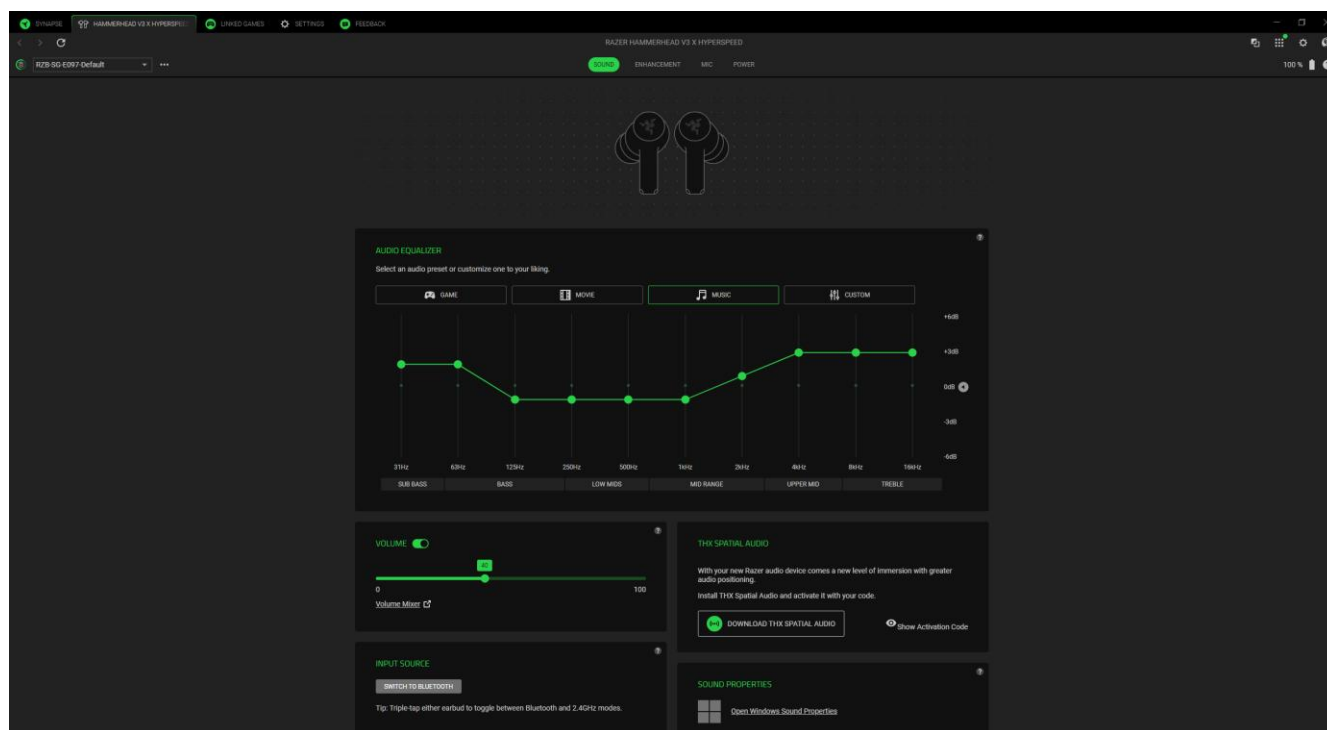 SYNAPSE HAMMERHEAD V3 X HYPERSPEE LINKED GAMES SETTINGS FEEDBACK
RAZER HAMMERHEAD V3 X HYPERSPEED
RZB-SG-E097-Default
SOUND ENHANCEMENT MIC POWER
100 %
AUDIO EQUALIZER
Select an audio preset or customize one to your liking.
GAME MOVIE MUSIC CUSTOM
+6dB
+3dB
0dB
-3dB
-6dB
31Hz 63Hz 125Hz 250Hz 500Hz 1kHz 2kHz 4kHz 8kHz 16kHz
SUB BASS BASS LOW MIDS MID RANGE UPPER MID TREBLE
VOLUME
40
0 100
Volume Mixer
THX SPATIAL AUDIO
With your new Razer audio device comes a new level of immersion with greater
audio positioning.
Install THX Spatial Audio and activate it with your code.
DOWNLOAD THX SPATIAL AUDIO Show Activation Code
INPUT SOURCE
SWITCH TO BLUETOOTH
Tip: Triple-tap either earbud to toggle between Bluetooth and 2.4GHz modes.
SOUND PROPERTIES
Open Windows Sound Properties